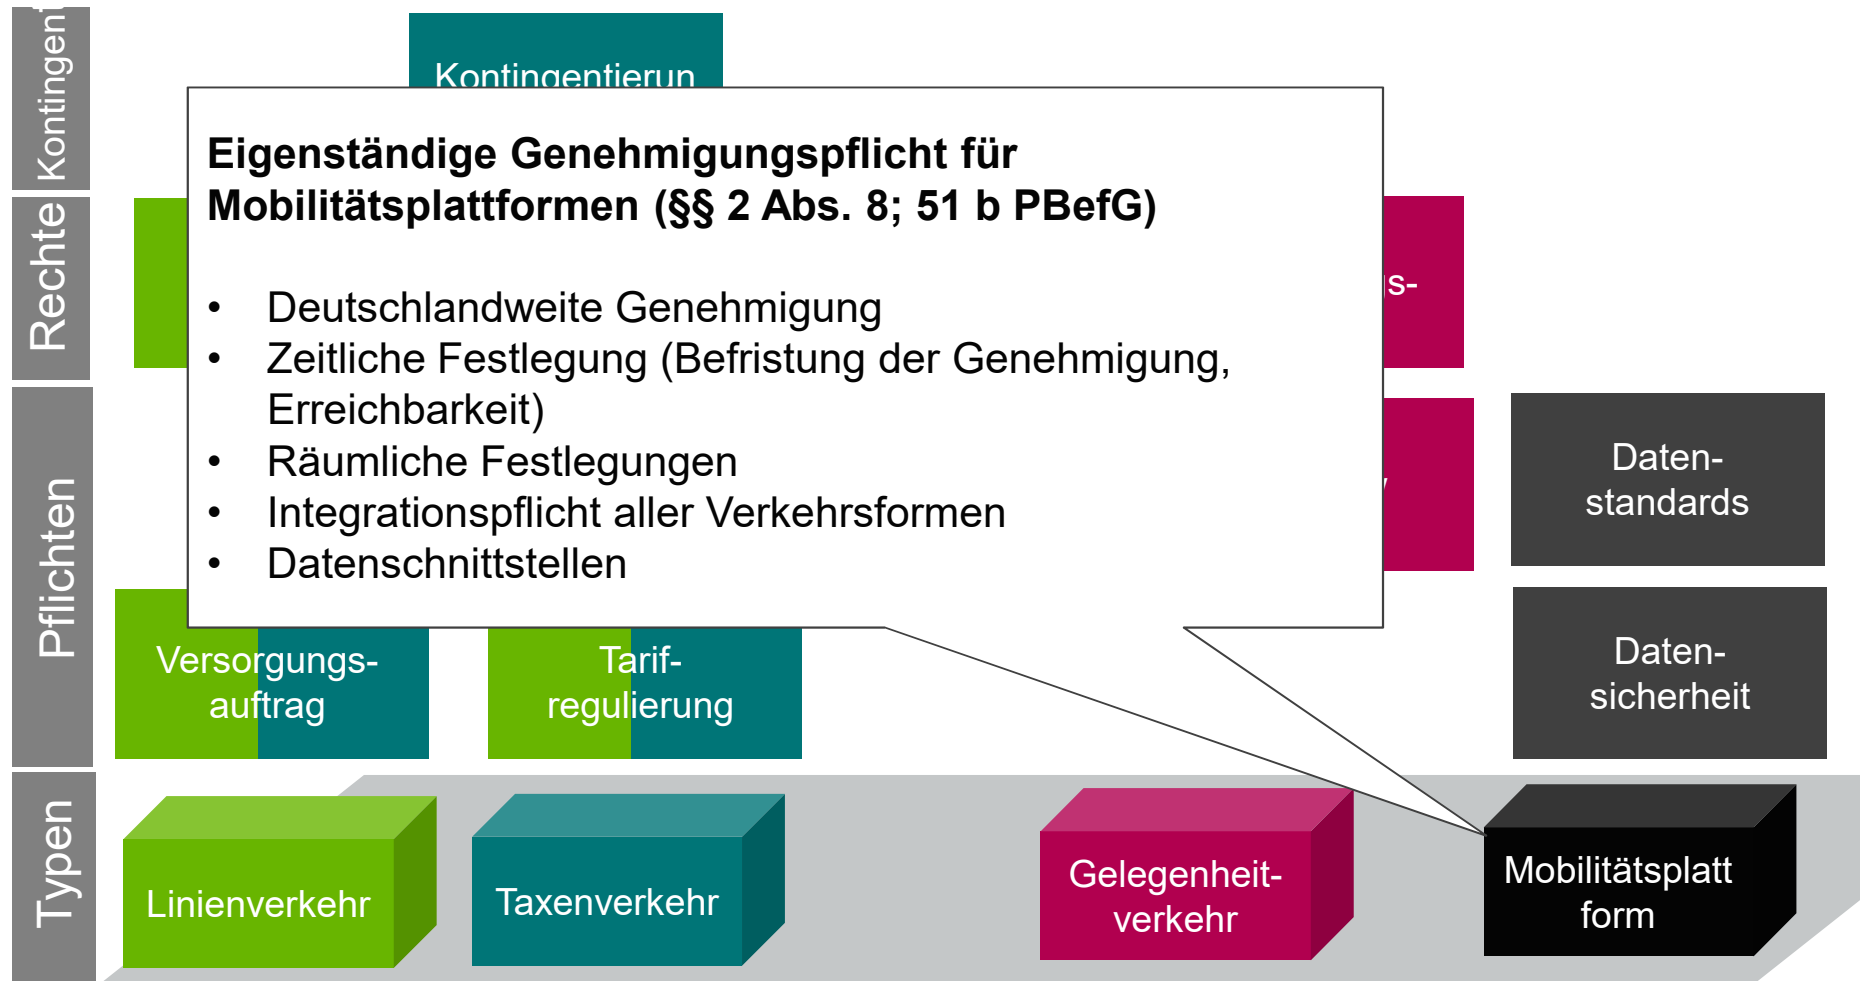 Kontingent
Kontingentierun
Eigenständige Genehmigungspflicht für
Mobilitätsplattformen (§§ 2 Abs. 8; 51 b PBefG)
• Deutschlandweite Genehmigung
• Zeitliche Festlegung (Befristung der Genehmigung,
Erreichbarkeit)
• Räumliche Festlegungen
• Integrationspflicht aller Verkehrsformen
• Datenschnittstellen
Rechte
s-
Pflichten
Daten-
standards
Versorgungs-
auftrag
Tarif-
regulierung
Daten-
sicherheit
Typen
Linienverkehr
Taxenverkehr
Gelegenheit-
verkehr
Mobilitätsplatt
form